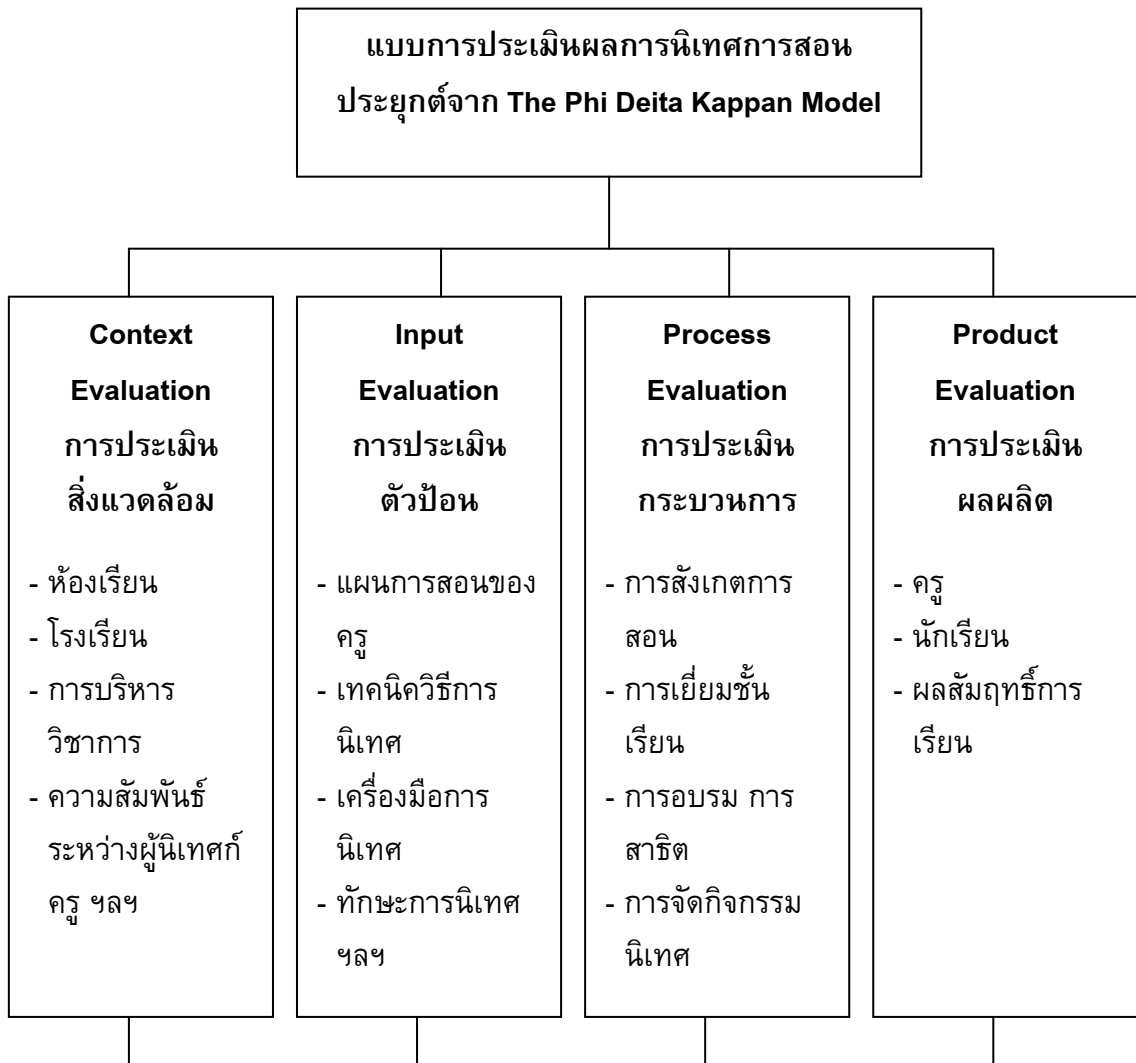 แบบการประเมินผลการนิเทศการสอน
ประยุกต์จาก The Phi Deita Kappan Model
Context
Evaluation
การประเมิน
สิ่งแวดล้อม
- ห้องเรียน
- โรงเรียน
- การบริหาร
วิชาการ
- ความสัมพันธ์
ระหว่างผู้นิเทศก์
ครู ฯลฯ
Input
Evaluation
การประเมิน
ตัวป้อน
- แผนการสอนของ
ครู
- เทคนิควิธีการ
นิเทศ
- เครื่องมือการ
นิเทศ
- ทักษะการนิเทศ
ฯลฯ
Process
Evaluation
การประเมิน
กระบวนการ
- การสังเกตการ
สอน
- การเยี่ยมชั้น
เรียน
- การอบรม การ
สาธิต
- การจัดกิจกรรม
นิเทศ
Product
Evaluation
การประเมิน
ผลผลิต
- ครู
- นักเรียน
- ผลสัมฤทธิ์การ
เรียน